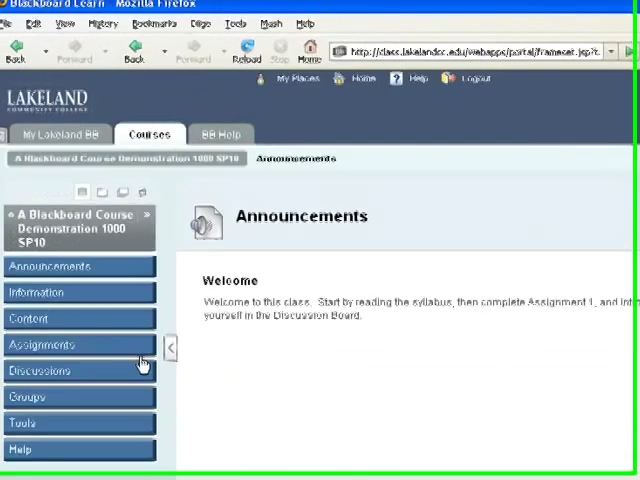 Blackboard Learn - Mozilla Firefox
Edit View History Bookmarks Tools Mash Help
Back Forward Back Forward Reload Stop Home http://class.lakelandcc.edu/webapps/portal/frameset.jsp?t
My Places Home ? Help Logout
LAKELAND
COMMUNITY COLLEGE
My Lakeland BB Courses BB Help
A Blackboard Course Demonstration 1000 SP10 Announcements
A Blackboard Course
Demonstration 1000
SP10
Announcements
Announcements
Welcome
Welcome to this class. Start by reading the syllabus, then complete Assignment 1, and
yourself in the Discussion Board.
Information
Content
Assignments
Discussions
Groups
Tools
Help